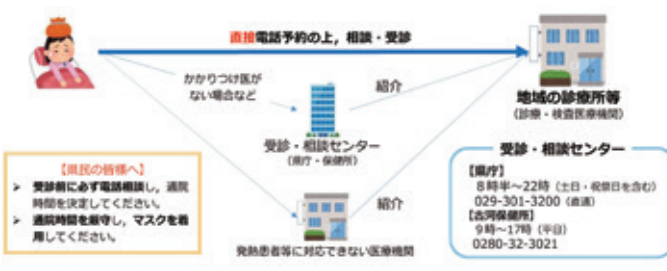 直接電話予約の上，相談・受診
かかりつけ医が
ない場合など
紹介
地域の診療所等
（診療・検査医療機関）
受診・相談センター
（県庁・保健所）
紹介
発熱患者等に対応できない医療機関
【県民の皆様へ】
➢ 受診前に必ず電話相談し，通院
時間を決定してください。
➢ 通院時間を厳守し，マスクを着
用してください。
受診・相談センター
【県庁】
８時半～22時（土日・祝祭日を含む）
029-301-3200（直通）
【古河保健所】
９時～17時（平日）
0280-32-3021